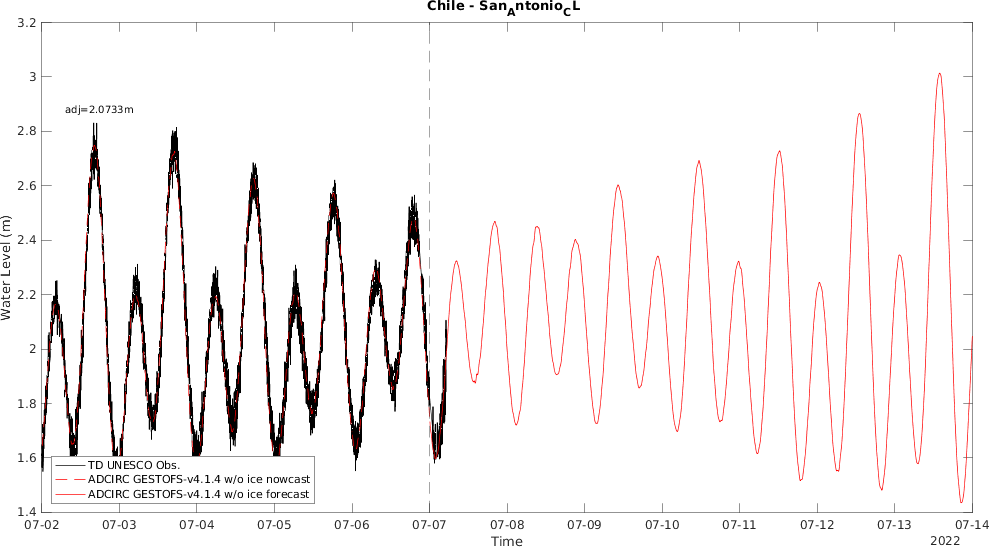 Chile - San_Antonio_CL
3.2
3
2.8
2.6
2.4
2.2
2
1.8
1.6
1.4
Water Level (m)
adj=2.0733m
TD UNESCO Obs.
ADCIRC GESTOFS-v4.1.4 w/o ice nowcast
ADCIRC GESTOFS-v4.1.4 w/o ice forecast
07-02 07-03 07-04 07-05 07-06 07-07 07-08 07-09 07-10 07-11 07-12 07-13 07-14
Time
2022